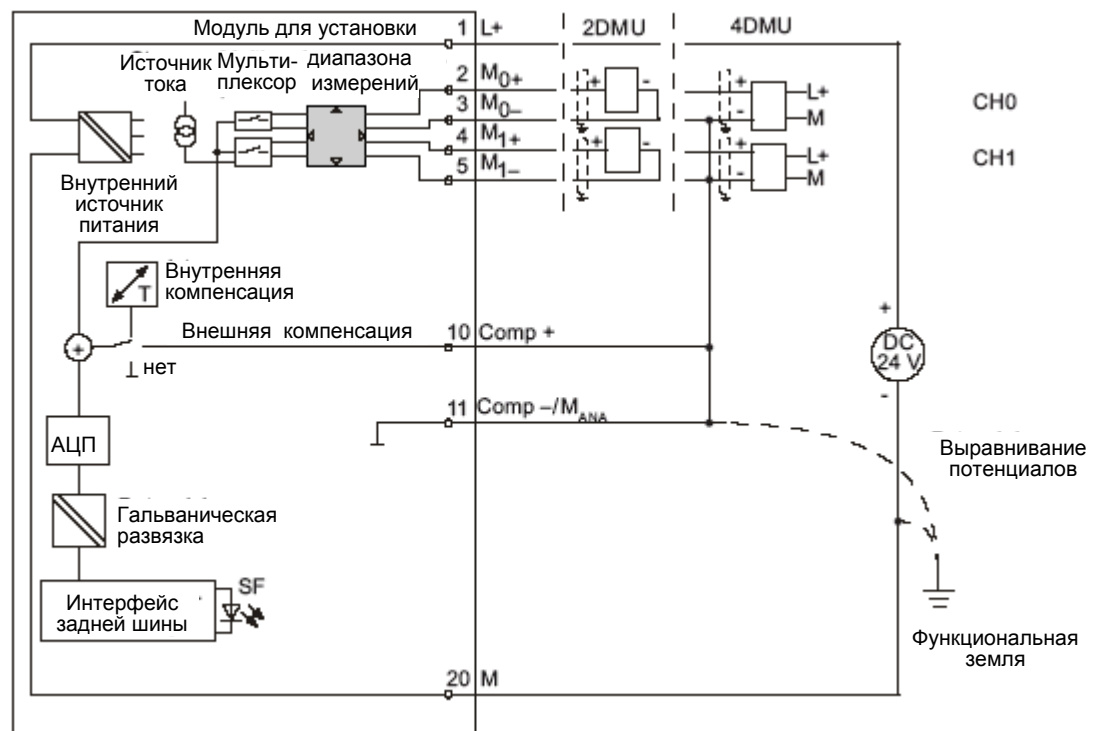 Модуль для установки
1 L+
2DMU
4DMU
Источник тока
Мульти-плексор
диапазона измерений
2 M0+
3 M0–
4 M1+
5 M1–
+ -
+ -
+ L+
- M
CH0
+ L+
- M
CH1
Внутренний
источник
питания
T
Внутренняя
компенсация
+
Внешняя компенсация
10 Comp +
нет
+
DC
24 V
-
11 Comp –/MANA
АЦП
Выравнивание
потенциалов
Гальваническая
развязка
SF
Интерфейс
задней шины
Функциональная
земля
20 M